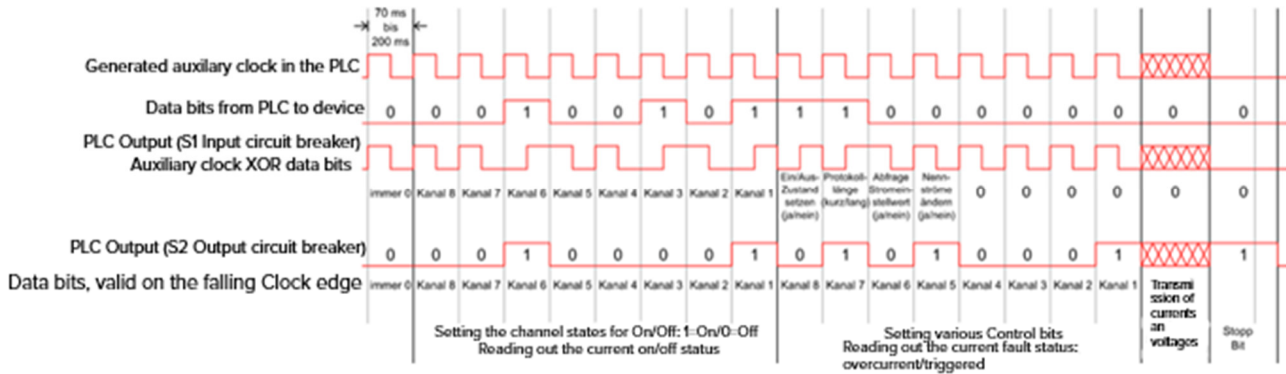 70 ms
bis
200 ms
Generated auxilary clock in the PLC
Data bits from PLC to device
0 0 0 1 0 0 1 0 1 1 1 0 0 0 0 0 0 0 0
PLC Output (S1 Input circuit breaker)
Auxiliary clock XOR data bits
immer 0 Kanal 8 Kanal 7 Kanal 6 Kanal 5 Kanal 4 Kanal 3 Kanal 2 Kanal 1 Ein/Aus-Zustand setzen (ja/nein) Protokoll-länge (kurz/lang) Abfrage Stromein-stellwert (ja/nein) Nenn-ströme ändern (ja/nein) 0 0 0 0 0 0
PLC Output (S2 Output circuit breaker)
0 0 0 1 0 0 0 0 1 0 1 0 1 0 0 0 1 1
Data bits, valid on the falling Clock edge
immer 0 Kanal 8 Kanal 7 Kanal 6 Kanal 5 Kanal 4 Kanal 3 Kanal 2 Kanal 1 Kanal 8 Kanal 7 Kanal 6 Kanal 5 Kanal 4 Kanal 3 Kanal 2 Kanal 1
Transmi
ssion of
currents
an
voltages
Stopp
Bit
Setting the channel states for On/Off: 1=On/0=Off
Reading out the current on/off status
Setting various Control bits
Reading out the current fault status:
overcurrent/triggered